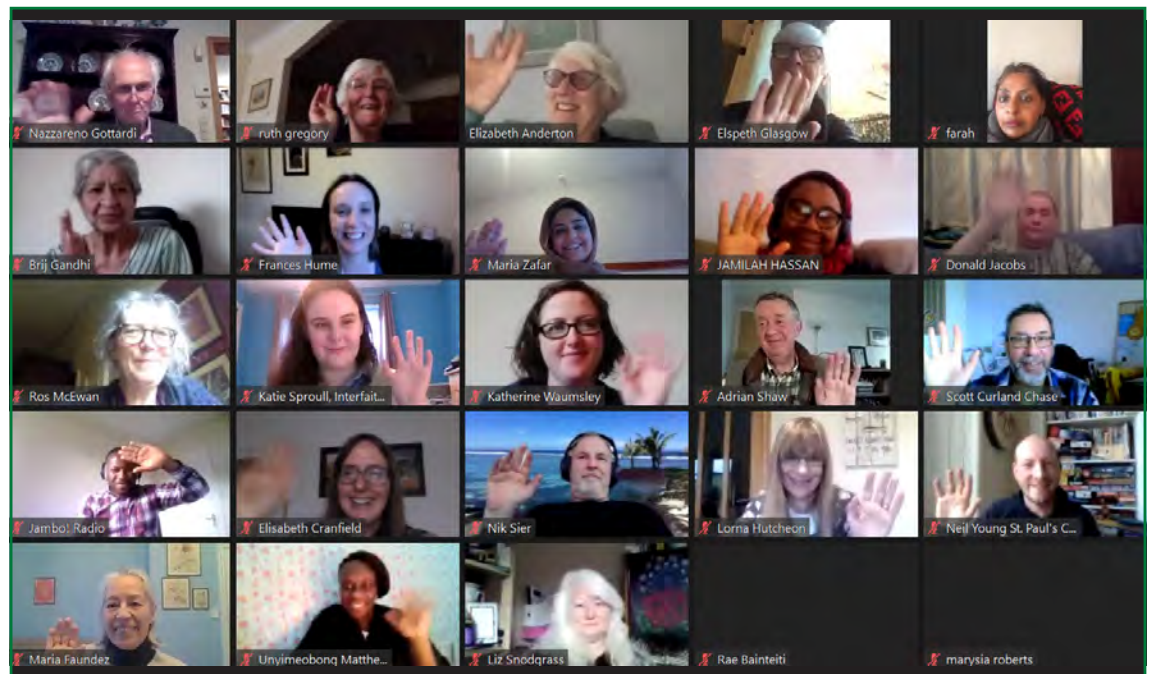 Nazzareno Gottardi
ruth gregory
Elizabeth Anderton
Elspeth Glasgow
farah
Brij Gandhi
Frances Hume
Maria Zafar
JAMILAH HASSAN
Donald Jacobs
Ros McEwan
Katie Sproull, Interfait...
Katherine Waumsley
Adrian Shaw
Scott Curland Chase
Jambo! Radio
Elisabeth Cranfield
Nik Sier
Lorna Hutcheon
Neil Young St. Paul's C...
Maria Faundez
Unyimeobong Matthe...
Liz Snodgrass
Rae Bainteiti
marysia roberts